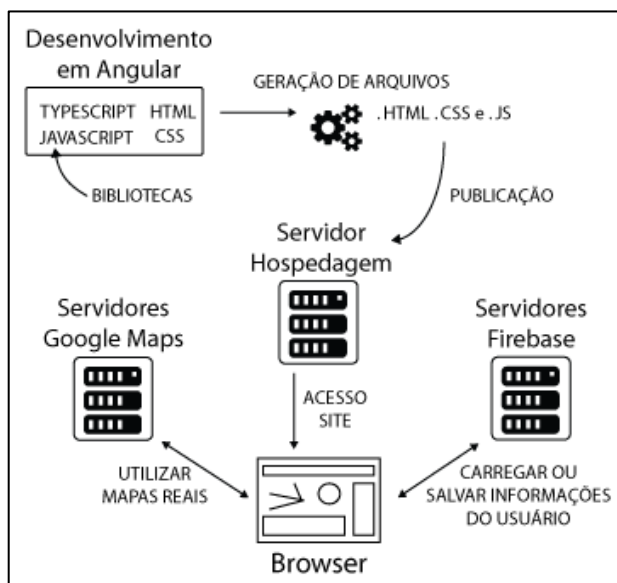 Desenvolvimento
em Angular
TYPESCRIPT HTML
JAVASCRIPT CSS
BIBLIOTECAS
GERAÇÃO DE ARQUIVOS
.HTML .CSS e .JS
PUBLICAÇÃO
Servidor
Hospedagem
Servidores
Google Maps
Servidores
Firebase
ACESSO
SITE
UTILIZAR
MAPAS REAIS
CARREGAR OU
SALVAR INFORMAÇÕES
DO USUÁRIO
Browser